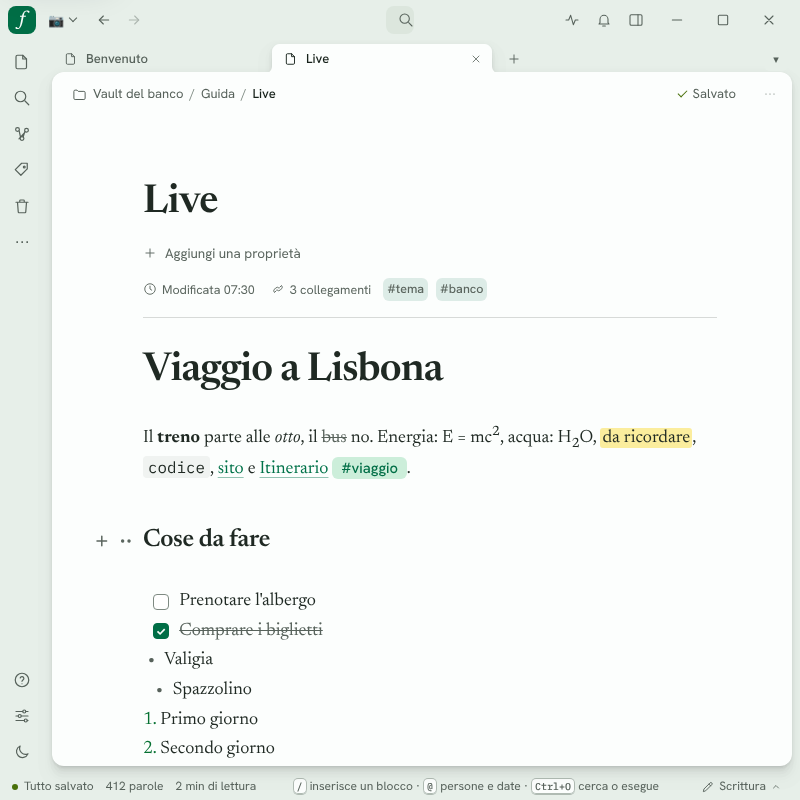 f
Benvenuto
Live
Vault del banco / Guida / Live
Salvato
Live
Aggiungi una proprietà
Modificata 07:30
3 collegamenti
#tema
#banco
Viaggio a Lisbona
Il treno parte alle otto, il bus no. Energia: E = mc², acqua: H₂O, da ricordare,
codice, sito e Itinerario #viaggio.
Cose da fare
Prenotare l'albergo
Comprare i biglietti
• Valigia
• Spazzolino
1. Primo giorno
2. Secondo giorno
Tutto salvato
412 parole
2 min di lettura
/ inserisce un blocco · @ persone e date · Ctrl+O cerca o esegue
Scrittura